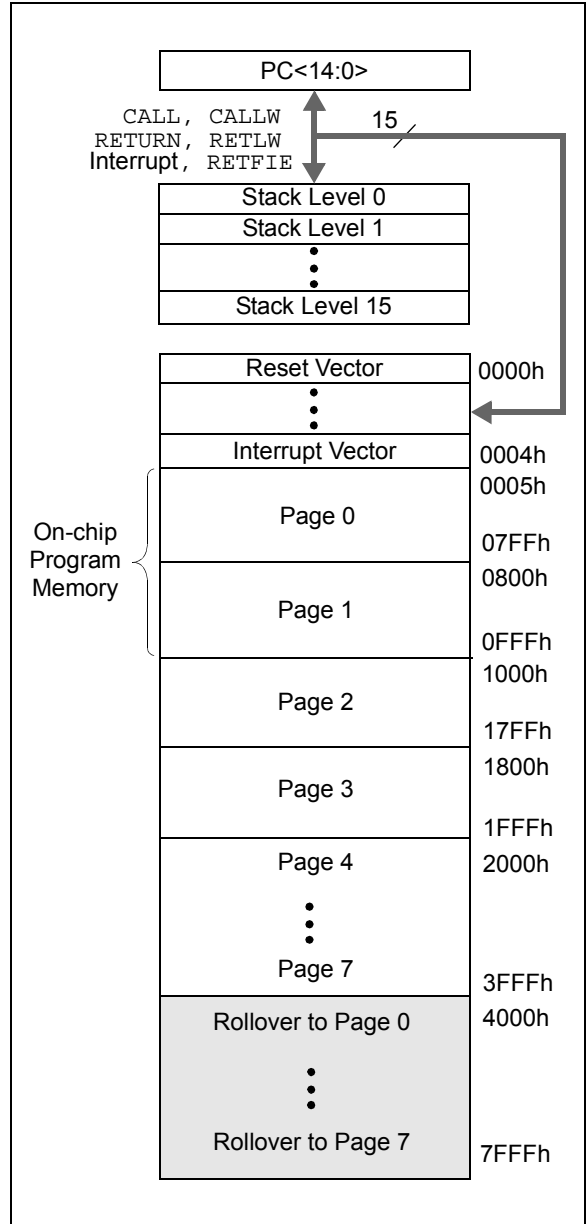 PC<14:0>
CALL, CALLW
15
RETURN, RETLW
Interrupt, RETFIE
Stack Level 0
Stack Level 1
Stack Level 15
Reset Vector
0000h
Interrupt Vector
0004h
0005h
Page 0
On-chip
Program
Memory
07FFh
0800h
Page 1
0FFFh
1000h
Page 2
17FFh
1800h
Page 3
1FFFh
Page 4
2000h
Page 7
3FFFh
Rollover to Page 0
4000h
Rollover to Page 7
7FFFh